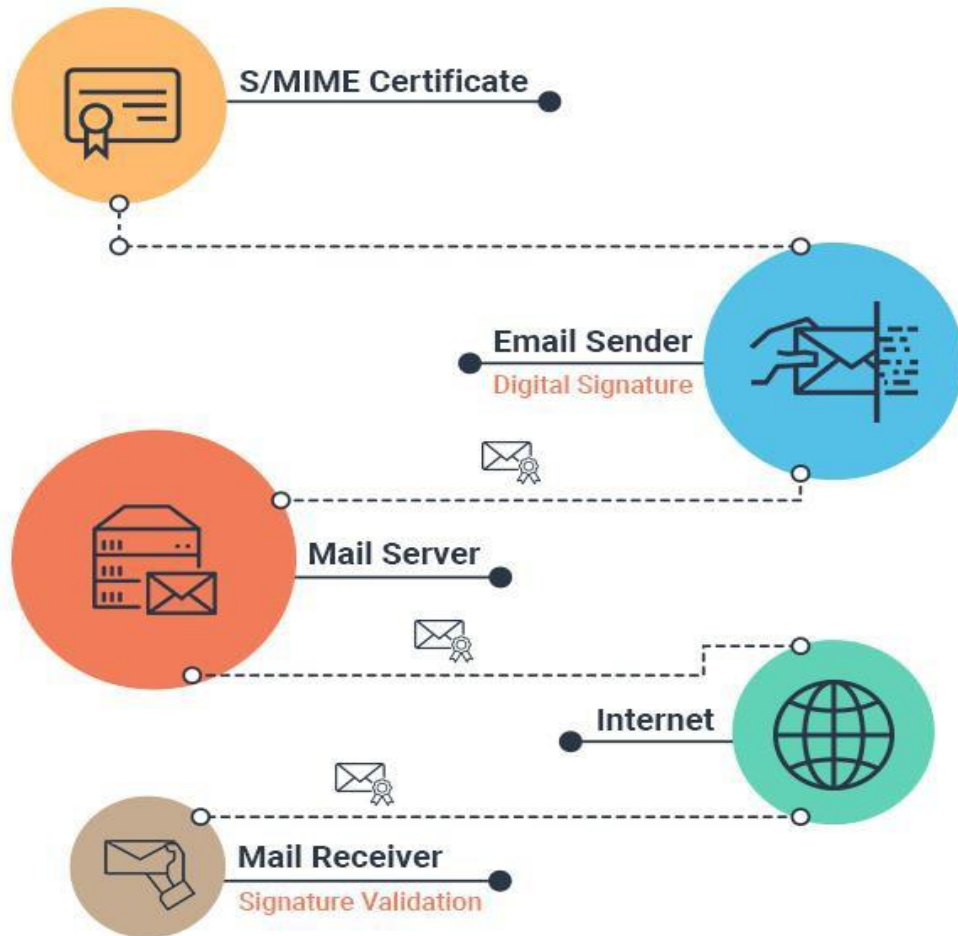 S/MIME Certificate
Email Sender
Digital Signature
Mail Server
Internet
Mail Receiver
Signature Validation